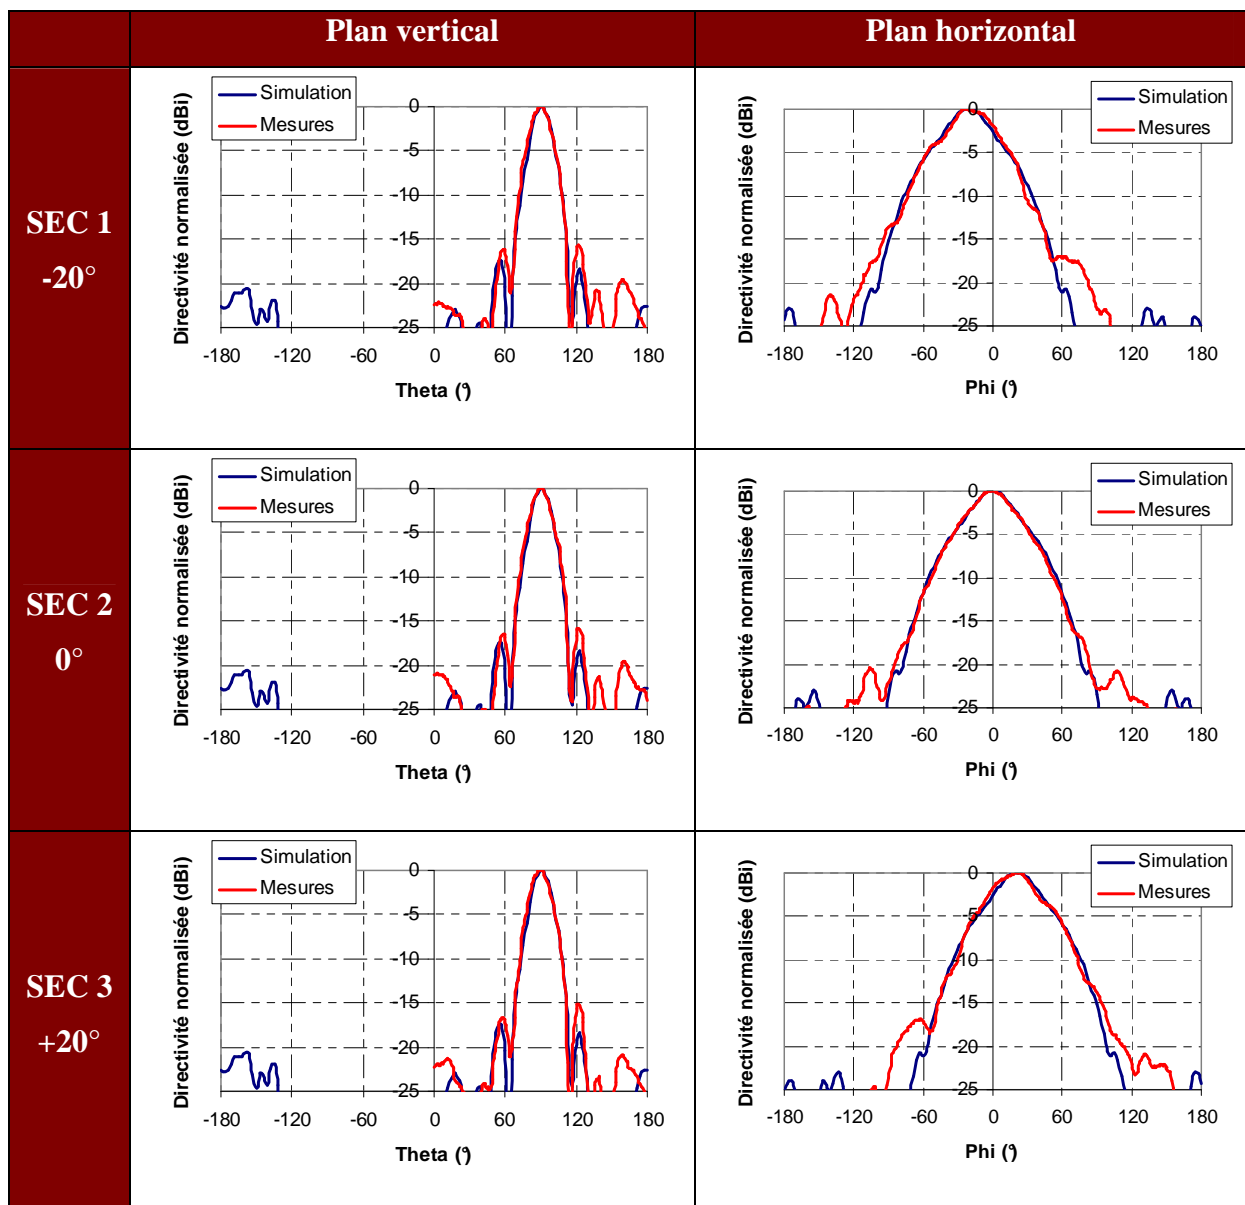 Plan vertical
Plan horizontal
SEC 1
-20°
Directivité normalisée (dBi)
Simulation
Mesures
0
-5
-10
-15
-20
-25
-180 -120 -60 0 60 120 180
Theta (°)
Directivité normalisée (dBi)
Simulation
Mesures
0
-5
-10
-15
-20
-25
-180 -120 -60 0 60 120 180
Phi (°)
SEC 2
0°
Directivité normalisée (dBi)
Simulation
Mesures
0
-5
-10
-15
-20
-25
-180 -120 -60 0 60 120 180
Theta (°)
Directivité normalisée (dBi)
Simulation
Mesures
0
-5
-10
-15
-20
-25
-180 -120 -60 0 60 120 180
Phi (°)
SEC 3
+20°
Directivité normalisée (dBi)
Simulation
Mesures
0
-5
-10
-15
-20
-25
-180 -120 -60 0 60 120 180
Theta (°)
Directivité normalisée (dBi)
Simulation
Mesures
0
-5
-10
-15
-20
-25
-180 -120 -60 0 60 120 180
Phi (°)